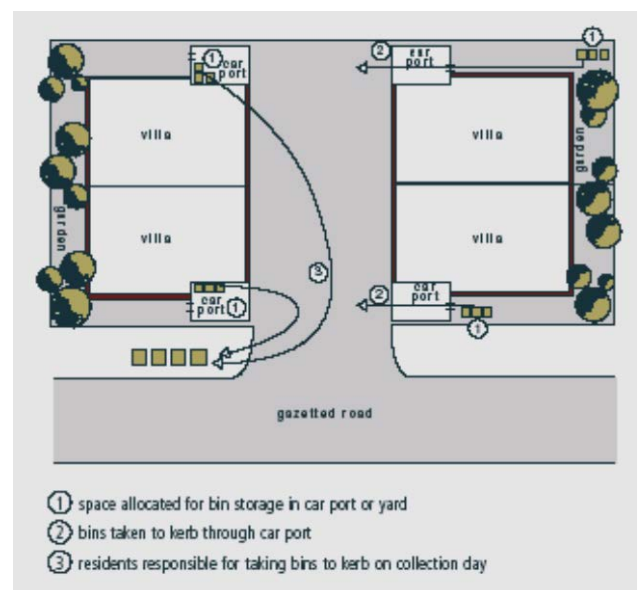 1
car
port
2
car
port
1
villa
villa
garden
villa
garden
villa
3
car
port 1
2
car
port
1
gazetted road
1 space allocated for bin storage in car port or yard
2 bins taken to kerb through car port
3 residents responsible for taking bins to kerb on collection day